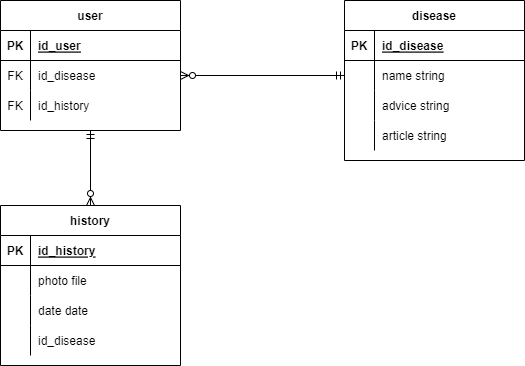 user
PK id_user
FK id_disease
FK id_history
disease
PK id_disease
name string
advice string
article string
history
PK id_history
photo file
date date
id_disease